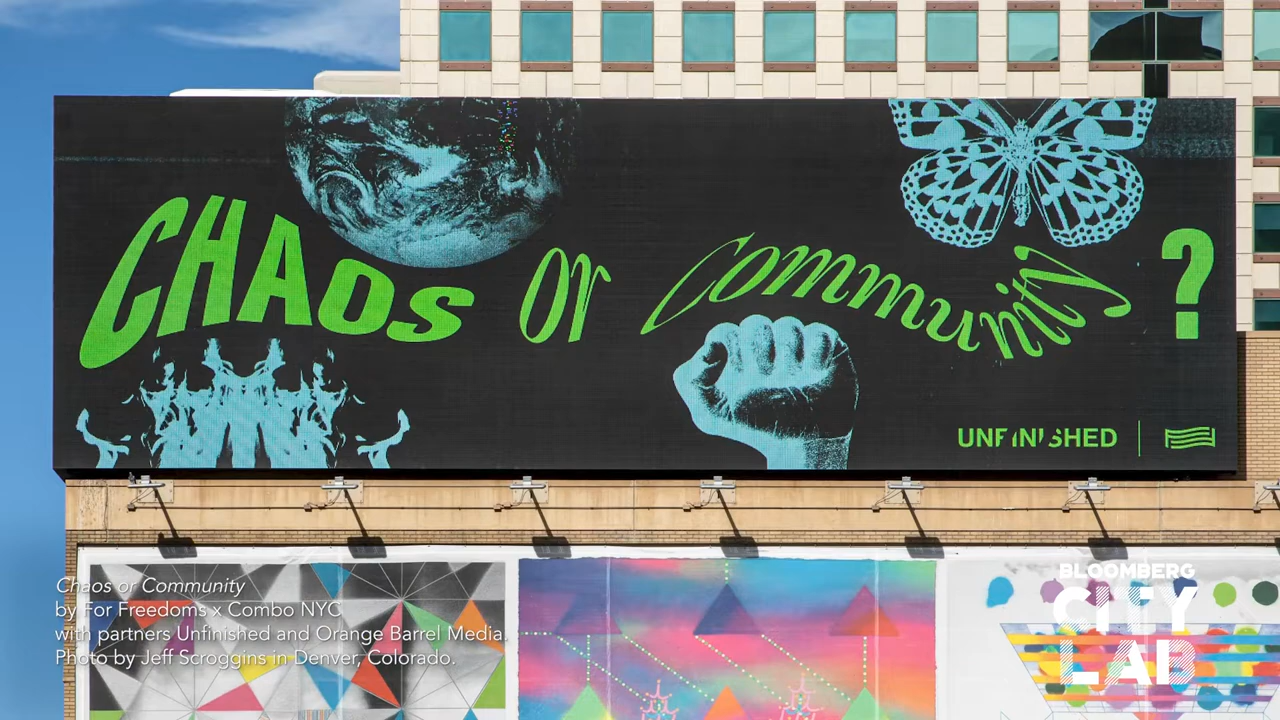 CHAOS or Community ?
UNFINISHED
Chaos or Community
by For Freedoms x Combo NYC
with partners Unfinished and Orange Barrel Media.
Photo by Jeff Scroggins in Denver, Colorado.
BLOOMBERG
CITY
LAB